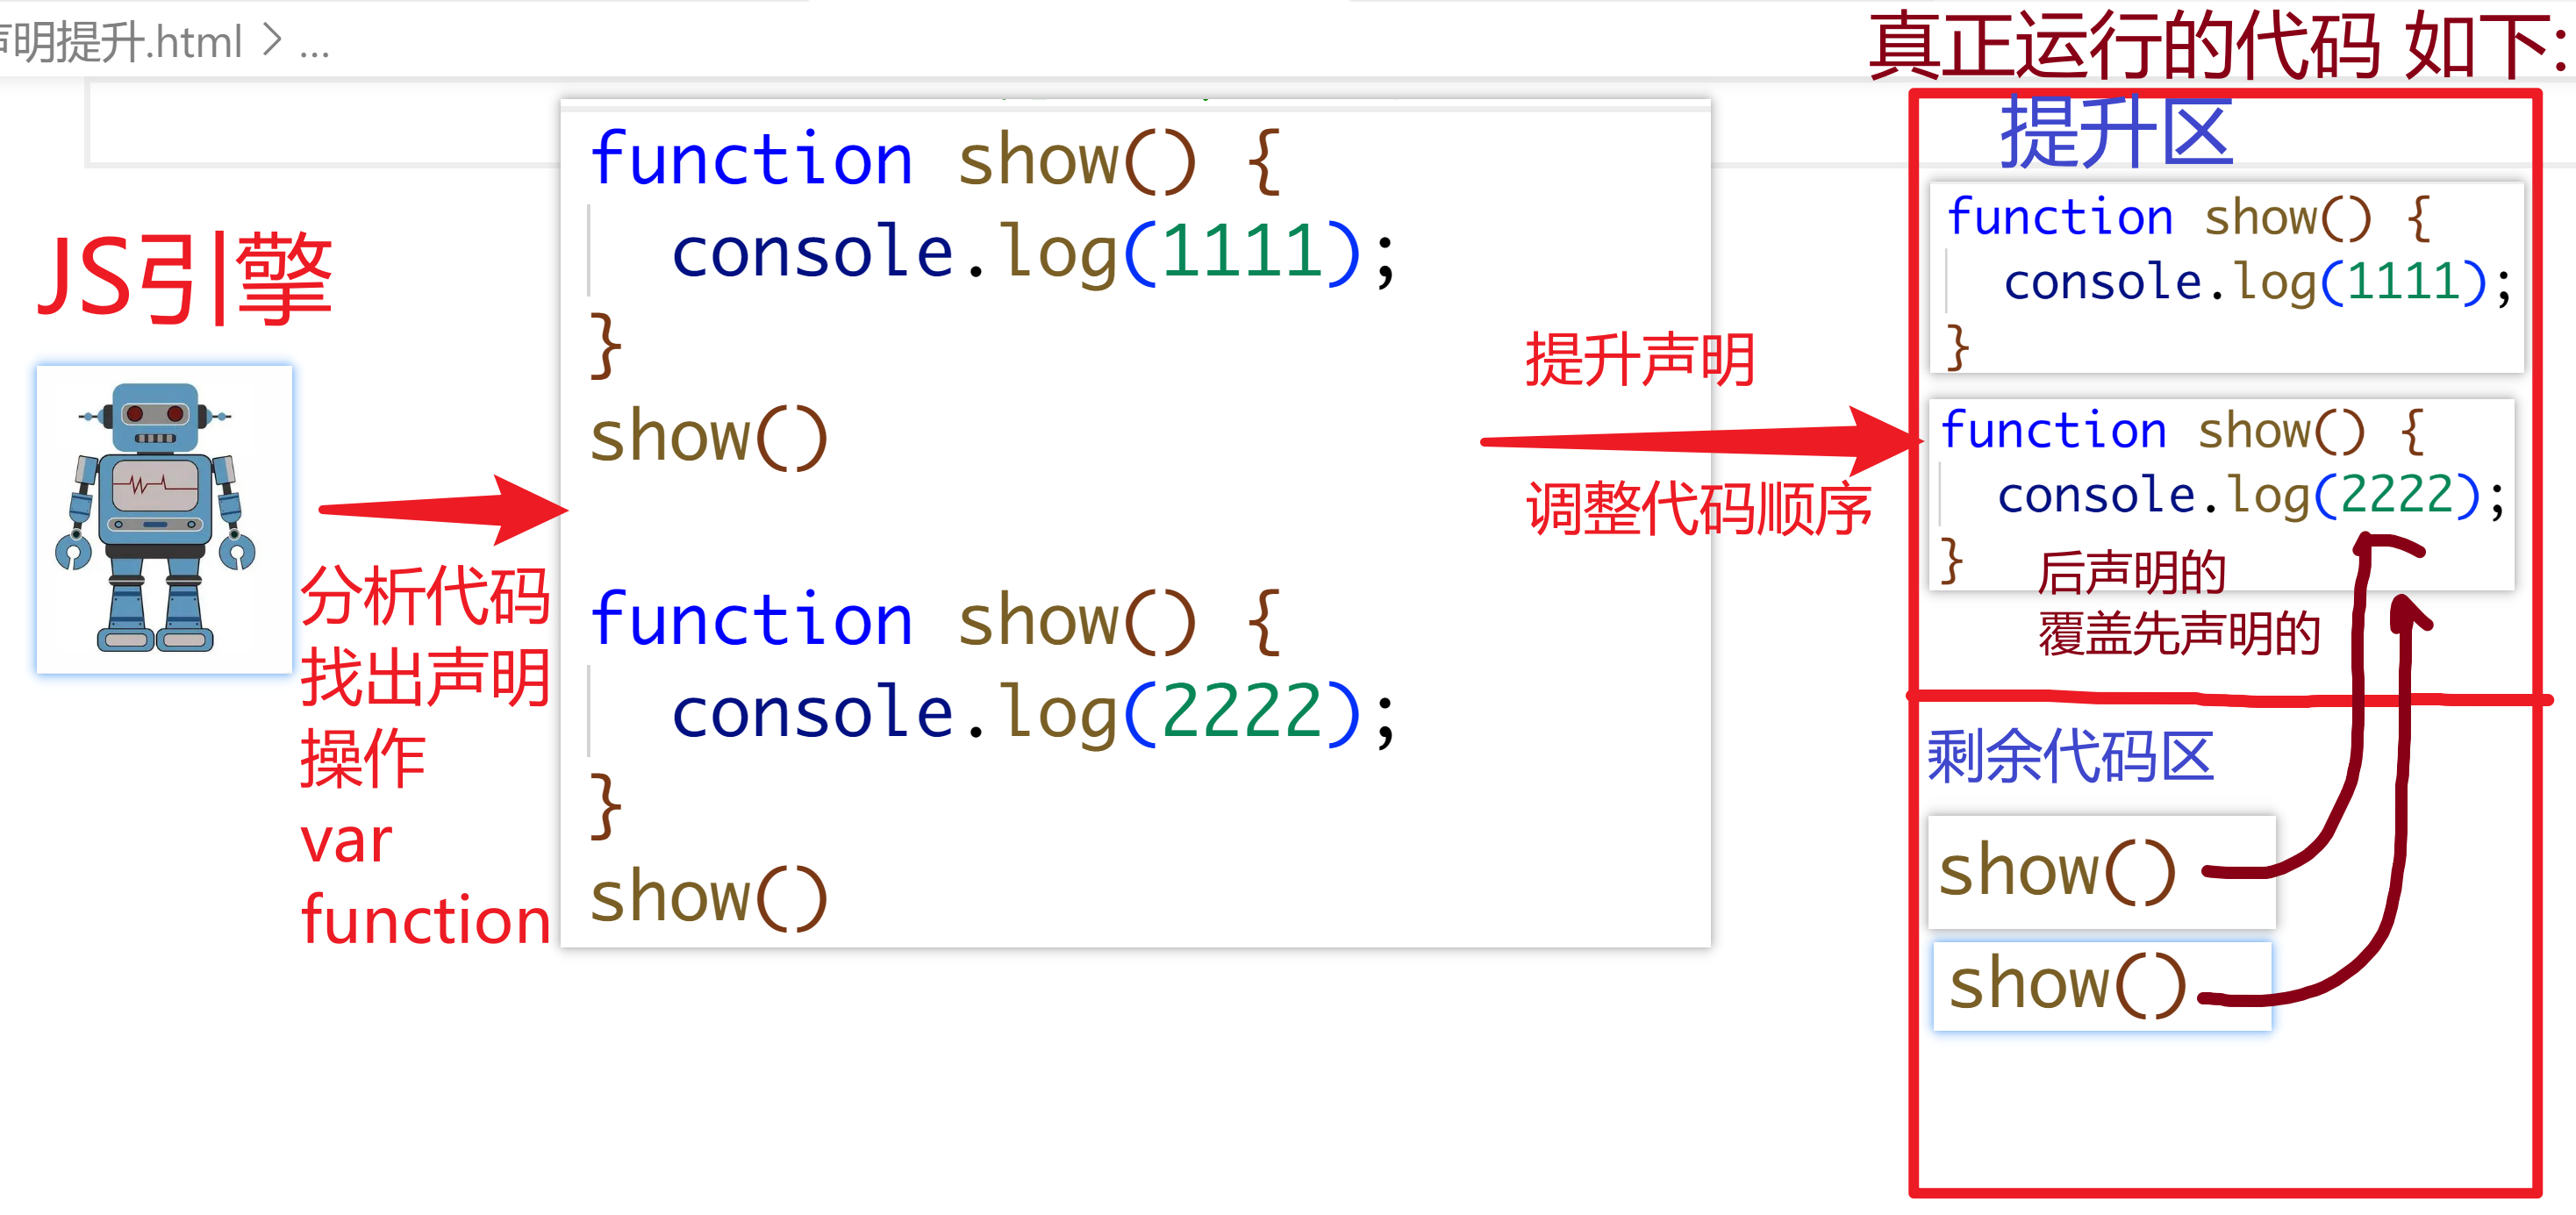 声明提升.html > ...
真正运行的代码 如下:
JS引擎
分析代码
找出声明
操作
var
function
function show() {
console.log(1111);
}
show()
function show() {
console.log(2222);
}
show()
提升声明
调整代码顺序
提升区
function show() {
console.log(1111);
}
function show() {
console.log(2222);
}
后声明的
覆盖先声明的
剩余代码区
show()
show()